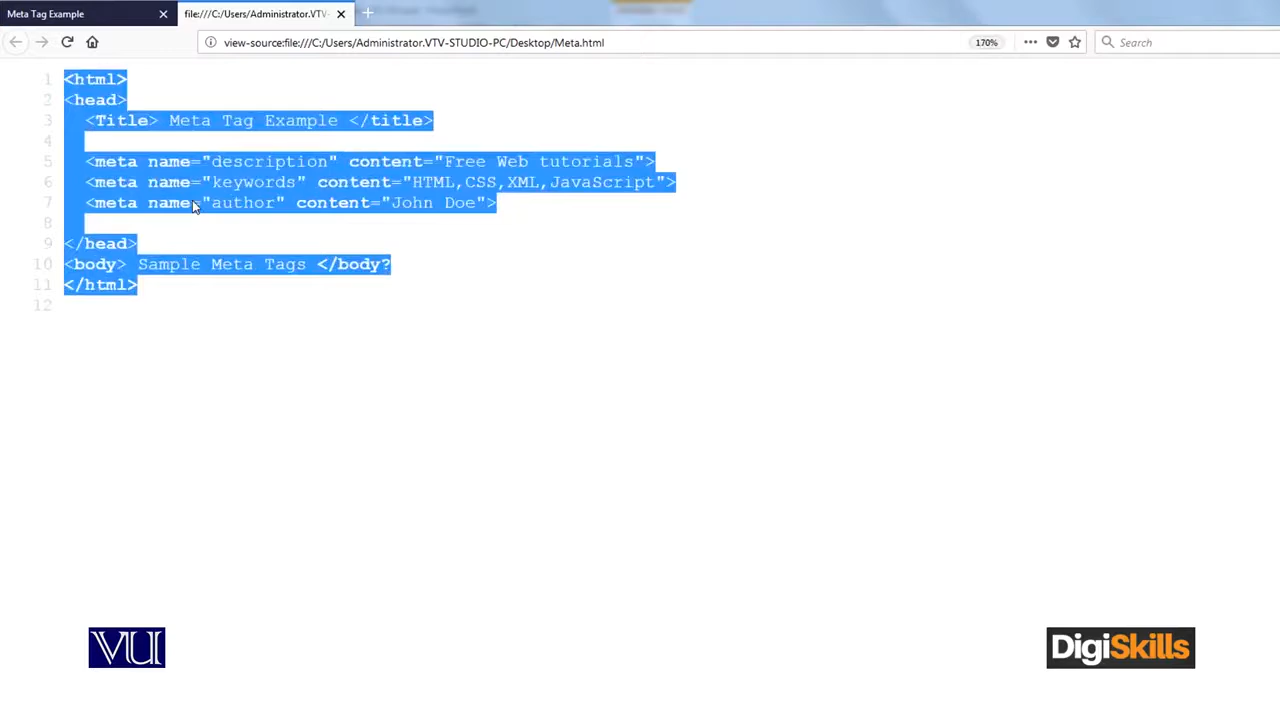 Meta Tag Example
file:///C:/Users/Administrator.VTV-
view-source:file:///C:/Users/Administrator.VTV-STUDIO-PC/Desktop/Meta.html
170%
Search
1 <html>
2 <head>
3 <Title> Meta Tag Example </title>
4
5 <meta name="description" content="Free Web tutorials">
6 <meta name="keywords" content="HTML,CSS,XML,JavaScript">
7 <meta name="author" content="John Doe">
8
9 </head>
10 <body> Sample Meta Tags </body?
11 </html>
12
VU
DigiSkills